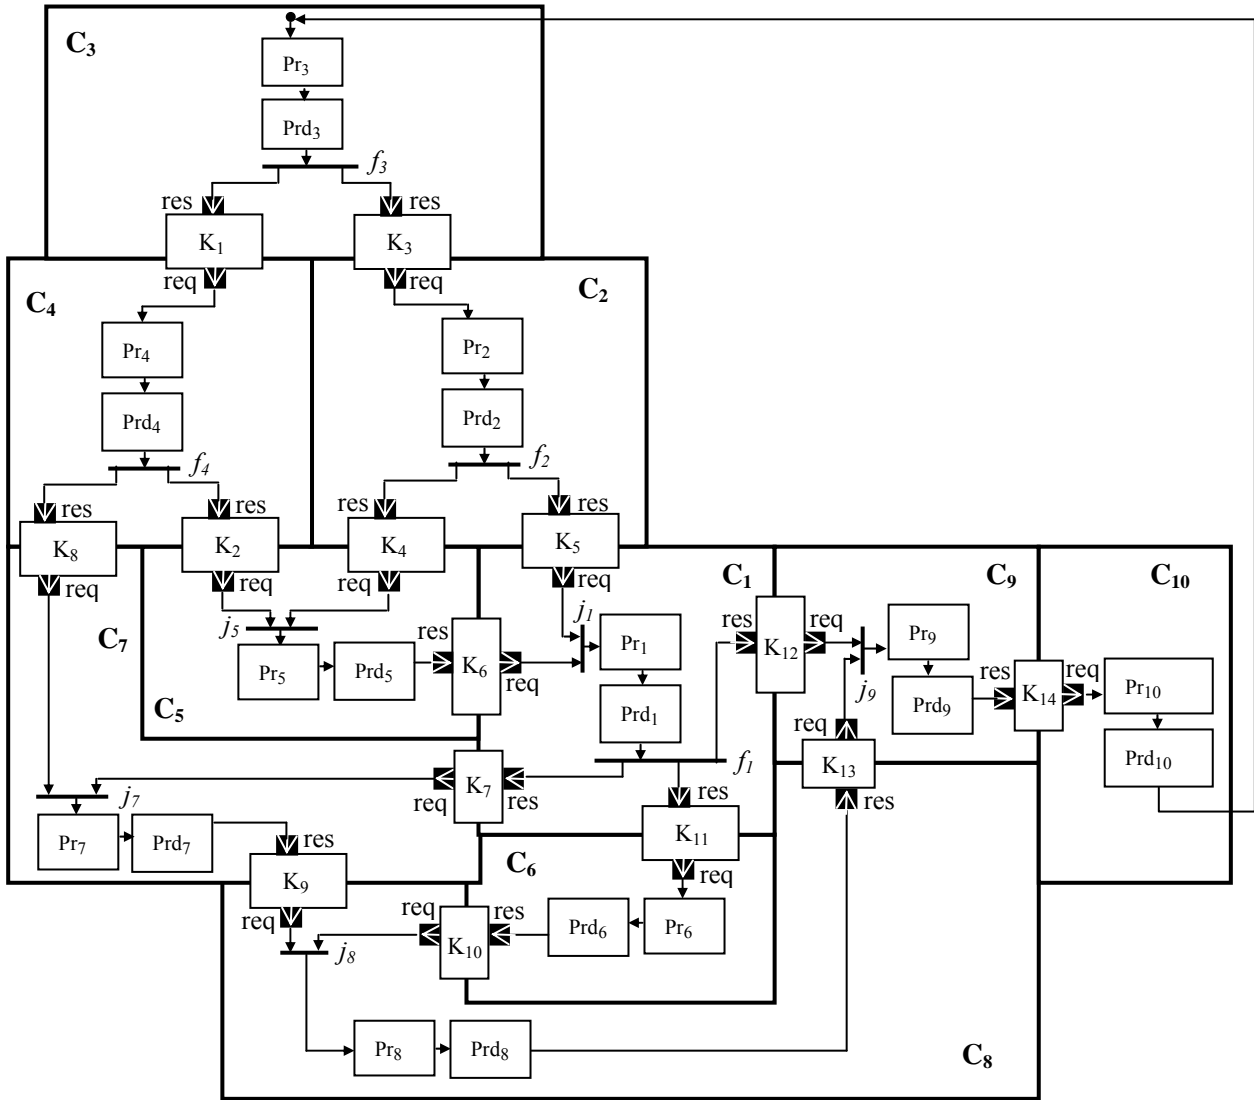 C3
Pr3
Prd3
f3
res
res
K1
K3
req
req
C4
C2
Pr4
Pr2
Prd4
Prd2
f4
f2
res
res
res
res
K8
K2
K4
K5
req
req
req
req
C7
C5
C1
C9
C10
j5
j1
Pr5
Prd5
res
K6
req
Pr1
Prd1
f1
res
K12
req
j9
Pr9
Prd9
res
K14
req
Pr10
Prd10
req
K13
res
K7
req
res
j7
Pr7
Prd7
res
K9
req
C6
res
K11
req
req
res
K10
Prd6
Pr6
j8
Pr8
Prd8
C8